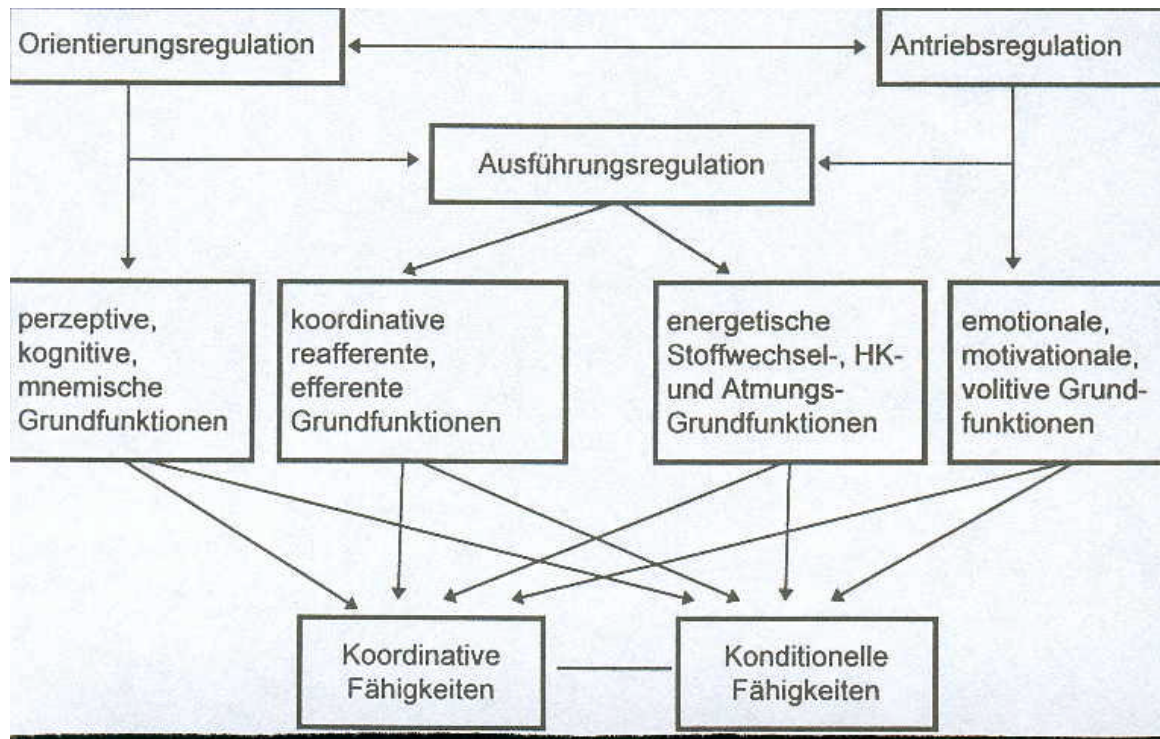 Orientierungsregulation
Antriebsregulation
Ausführungsregulation
perzeptive,
kognitive,
mnemische
Grundfunktionen
koordinative
reafferente,
efferente
Grundfunktionen
energetische
Stoffwechsel-, HK-
und Atmungs-
Grundfunktionen
emotionale,
motivationale,
volitive Grund-
funktionen
Koordinative
Fähigkeiten
Konditionelle
Fähigkeiten